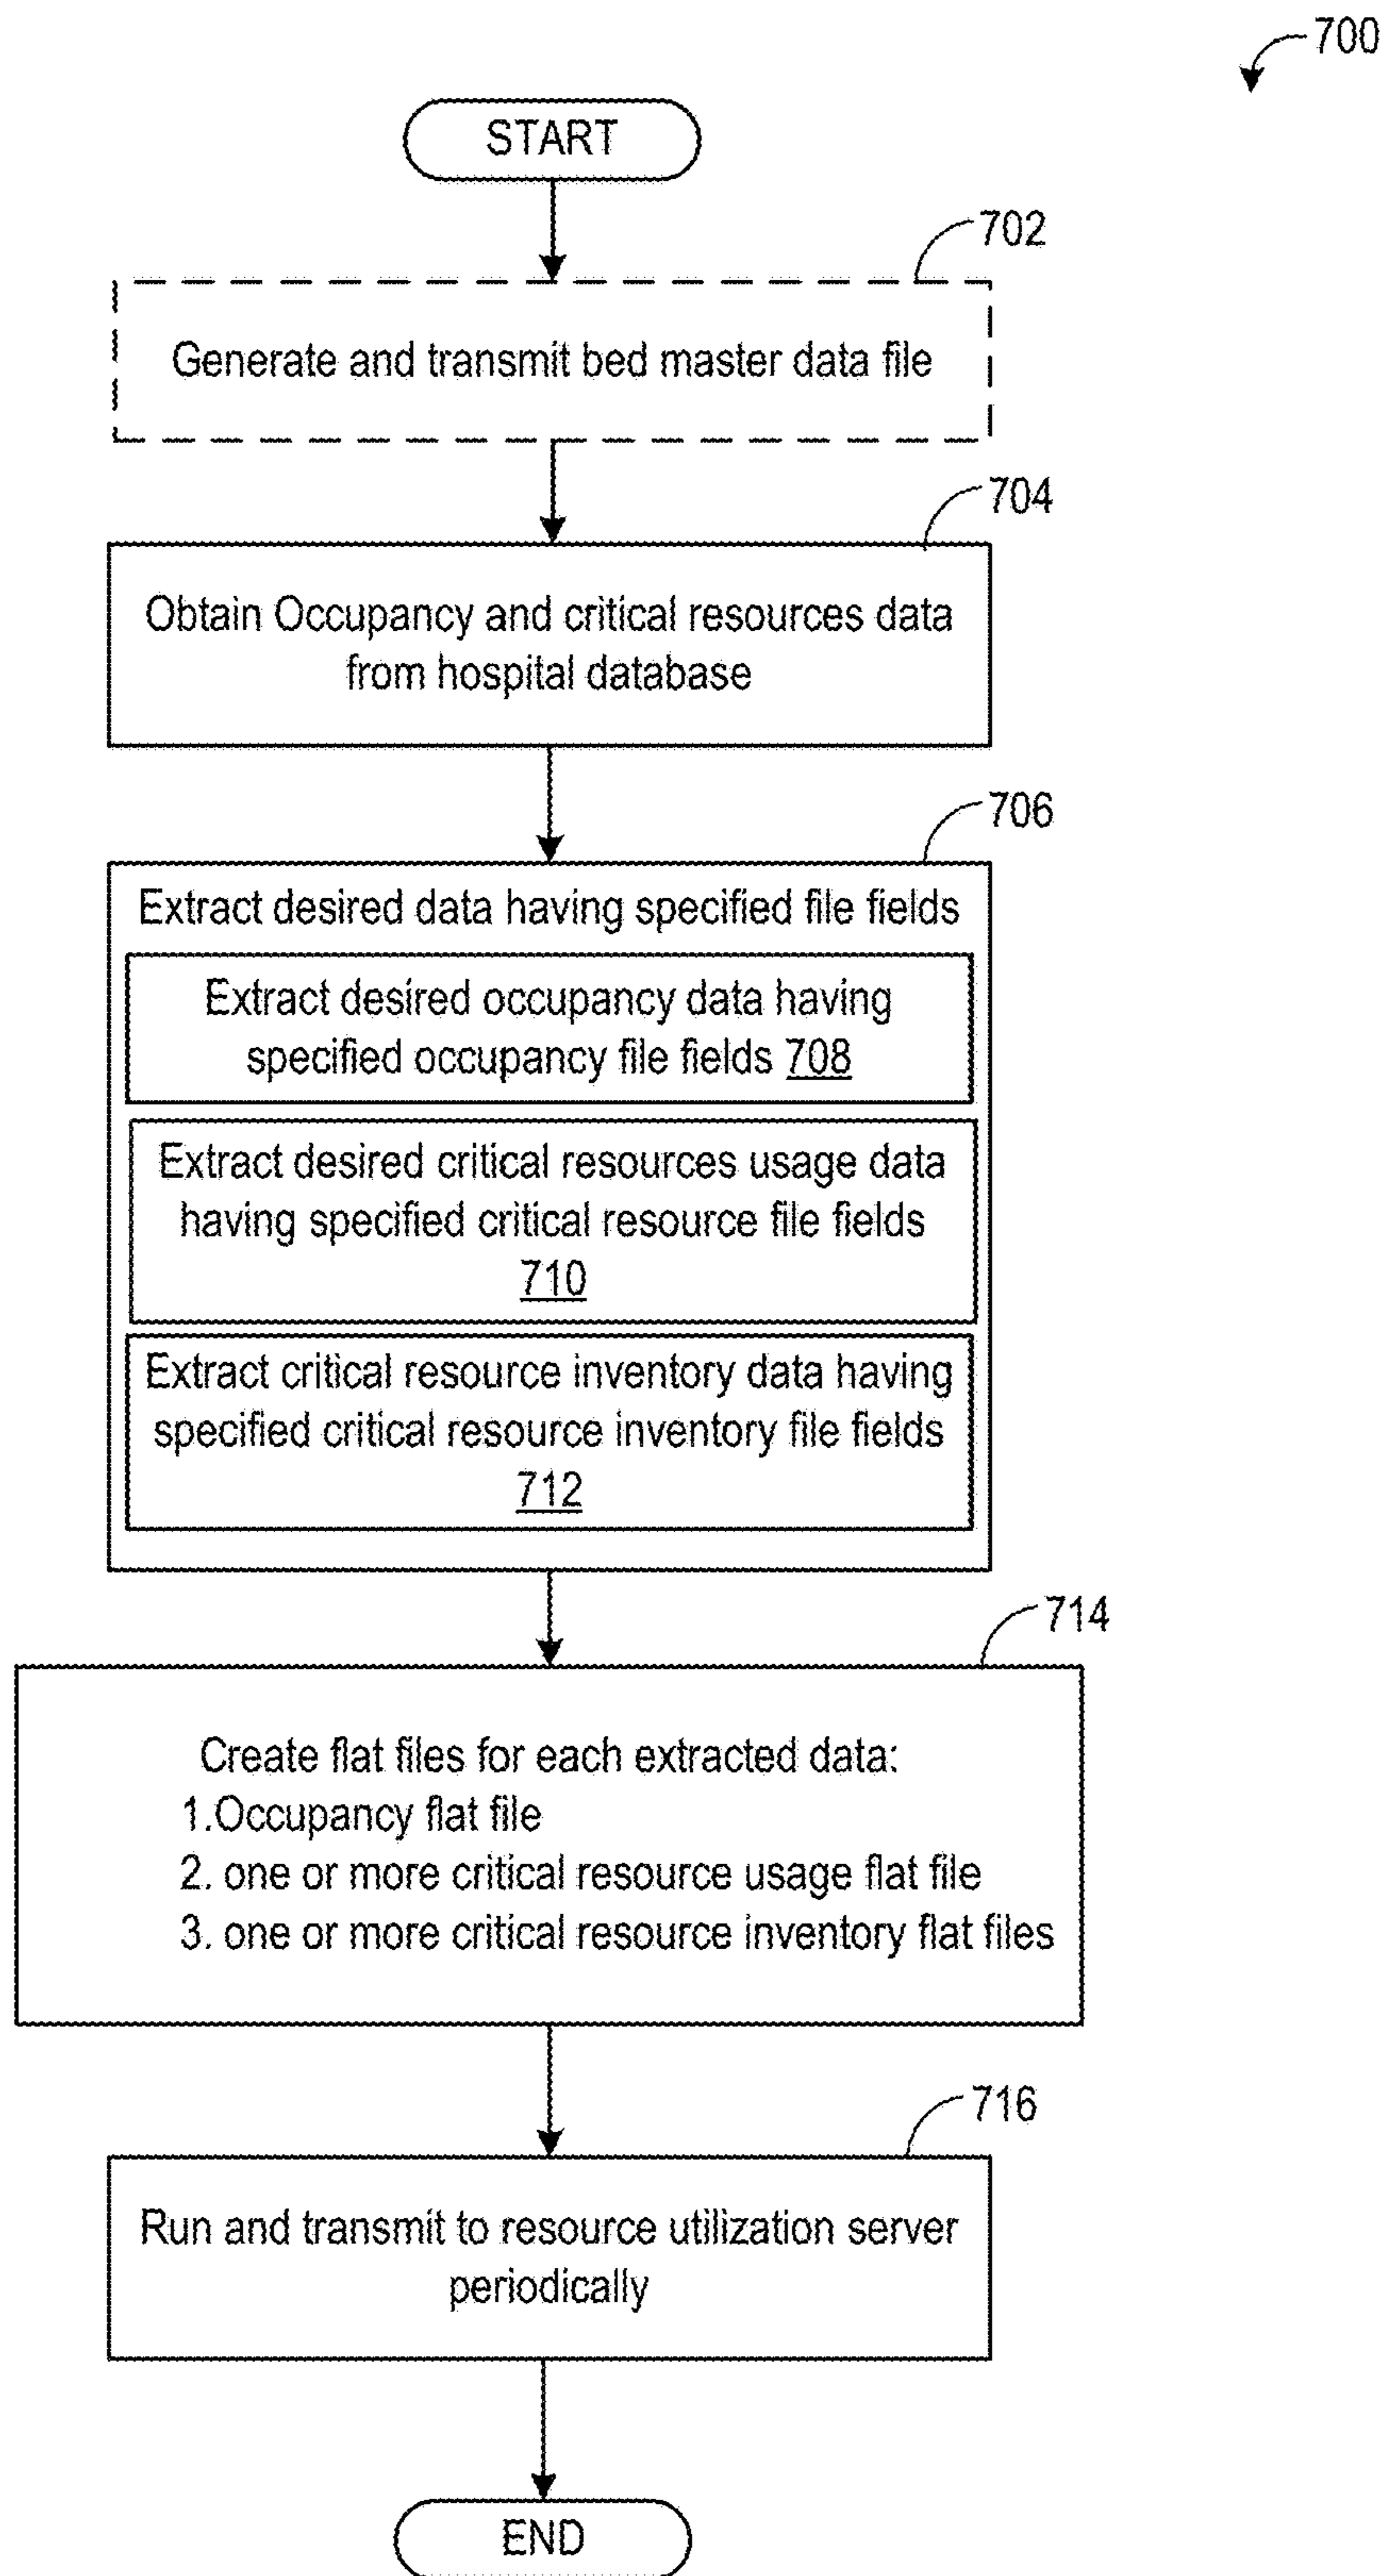 700
START
702
Generate and transmit bed master data file
704
Obtain Occupancy and critical resources data
from hospital database
706
Extract desired data having specified file fields
Extract desired occupancy data having
specified occupancy file fields 708
Extract desired critical resources usage data
having specified critical resource file fields
710
Extract critical resource inventory data having
specified critical resource inventory file fields
712
714
Create flat files for each extracted data:
1.Occupancy flat file
2. one or more critical resource usage flat file
3. one or more critical resource inventory flat files
716
Run and transmit to resource utilization server
periodically
END